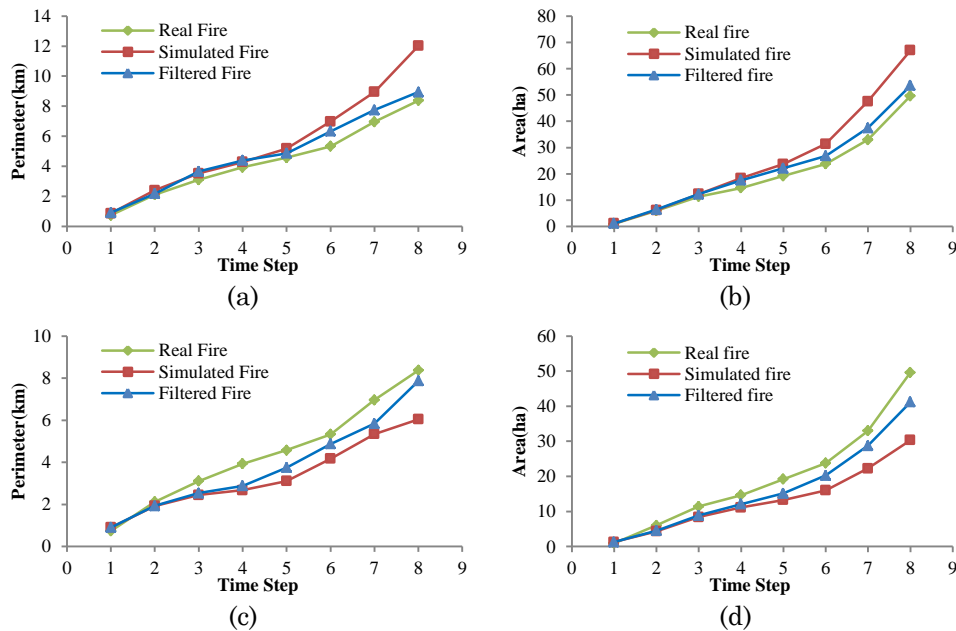 14
12
10
8
6
4
2
0
Perimeter(km)
Real Fire
Simulated Fire
Filtered Fire
0 1 2 3 4 5 6 7 8 9
Time Step
(a)
80
70
60
50
40
30
20
10
0
Area(ha)
Real fire
Simulated fire
Filtered fire
0 1 2 3 4 5 6 7 8 9
Time Step
(b)
10
8
6
4
2
0
Perimeter(km)
Real Fire
Simulated Fire
Filtered Fire
0 1 2 3 4 5 6 7 8 9
Time Step
(c)
60
50
40
30
20
10
0
Area(ha)
Real fire
Simulated fire
Filtered fire
0 1 2 3 4 5 6 7 8 9
Time Step
(d)